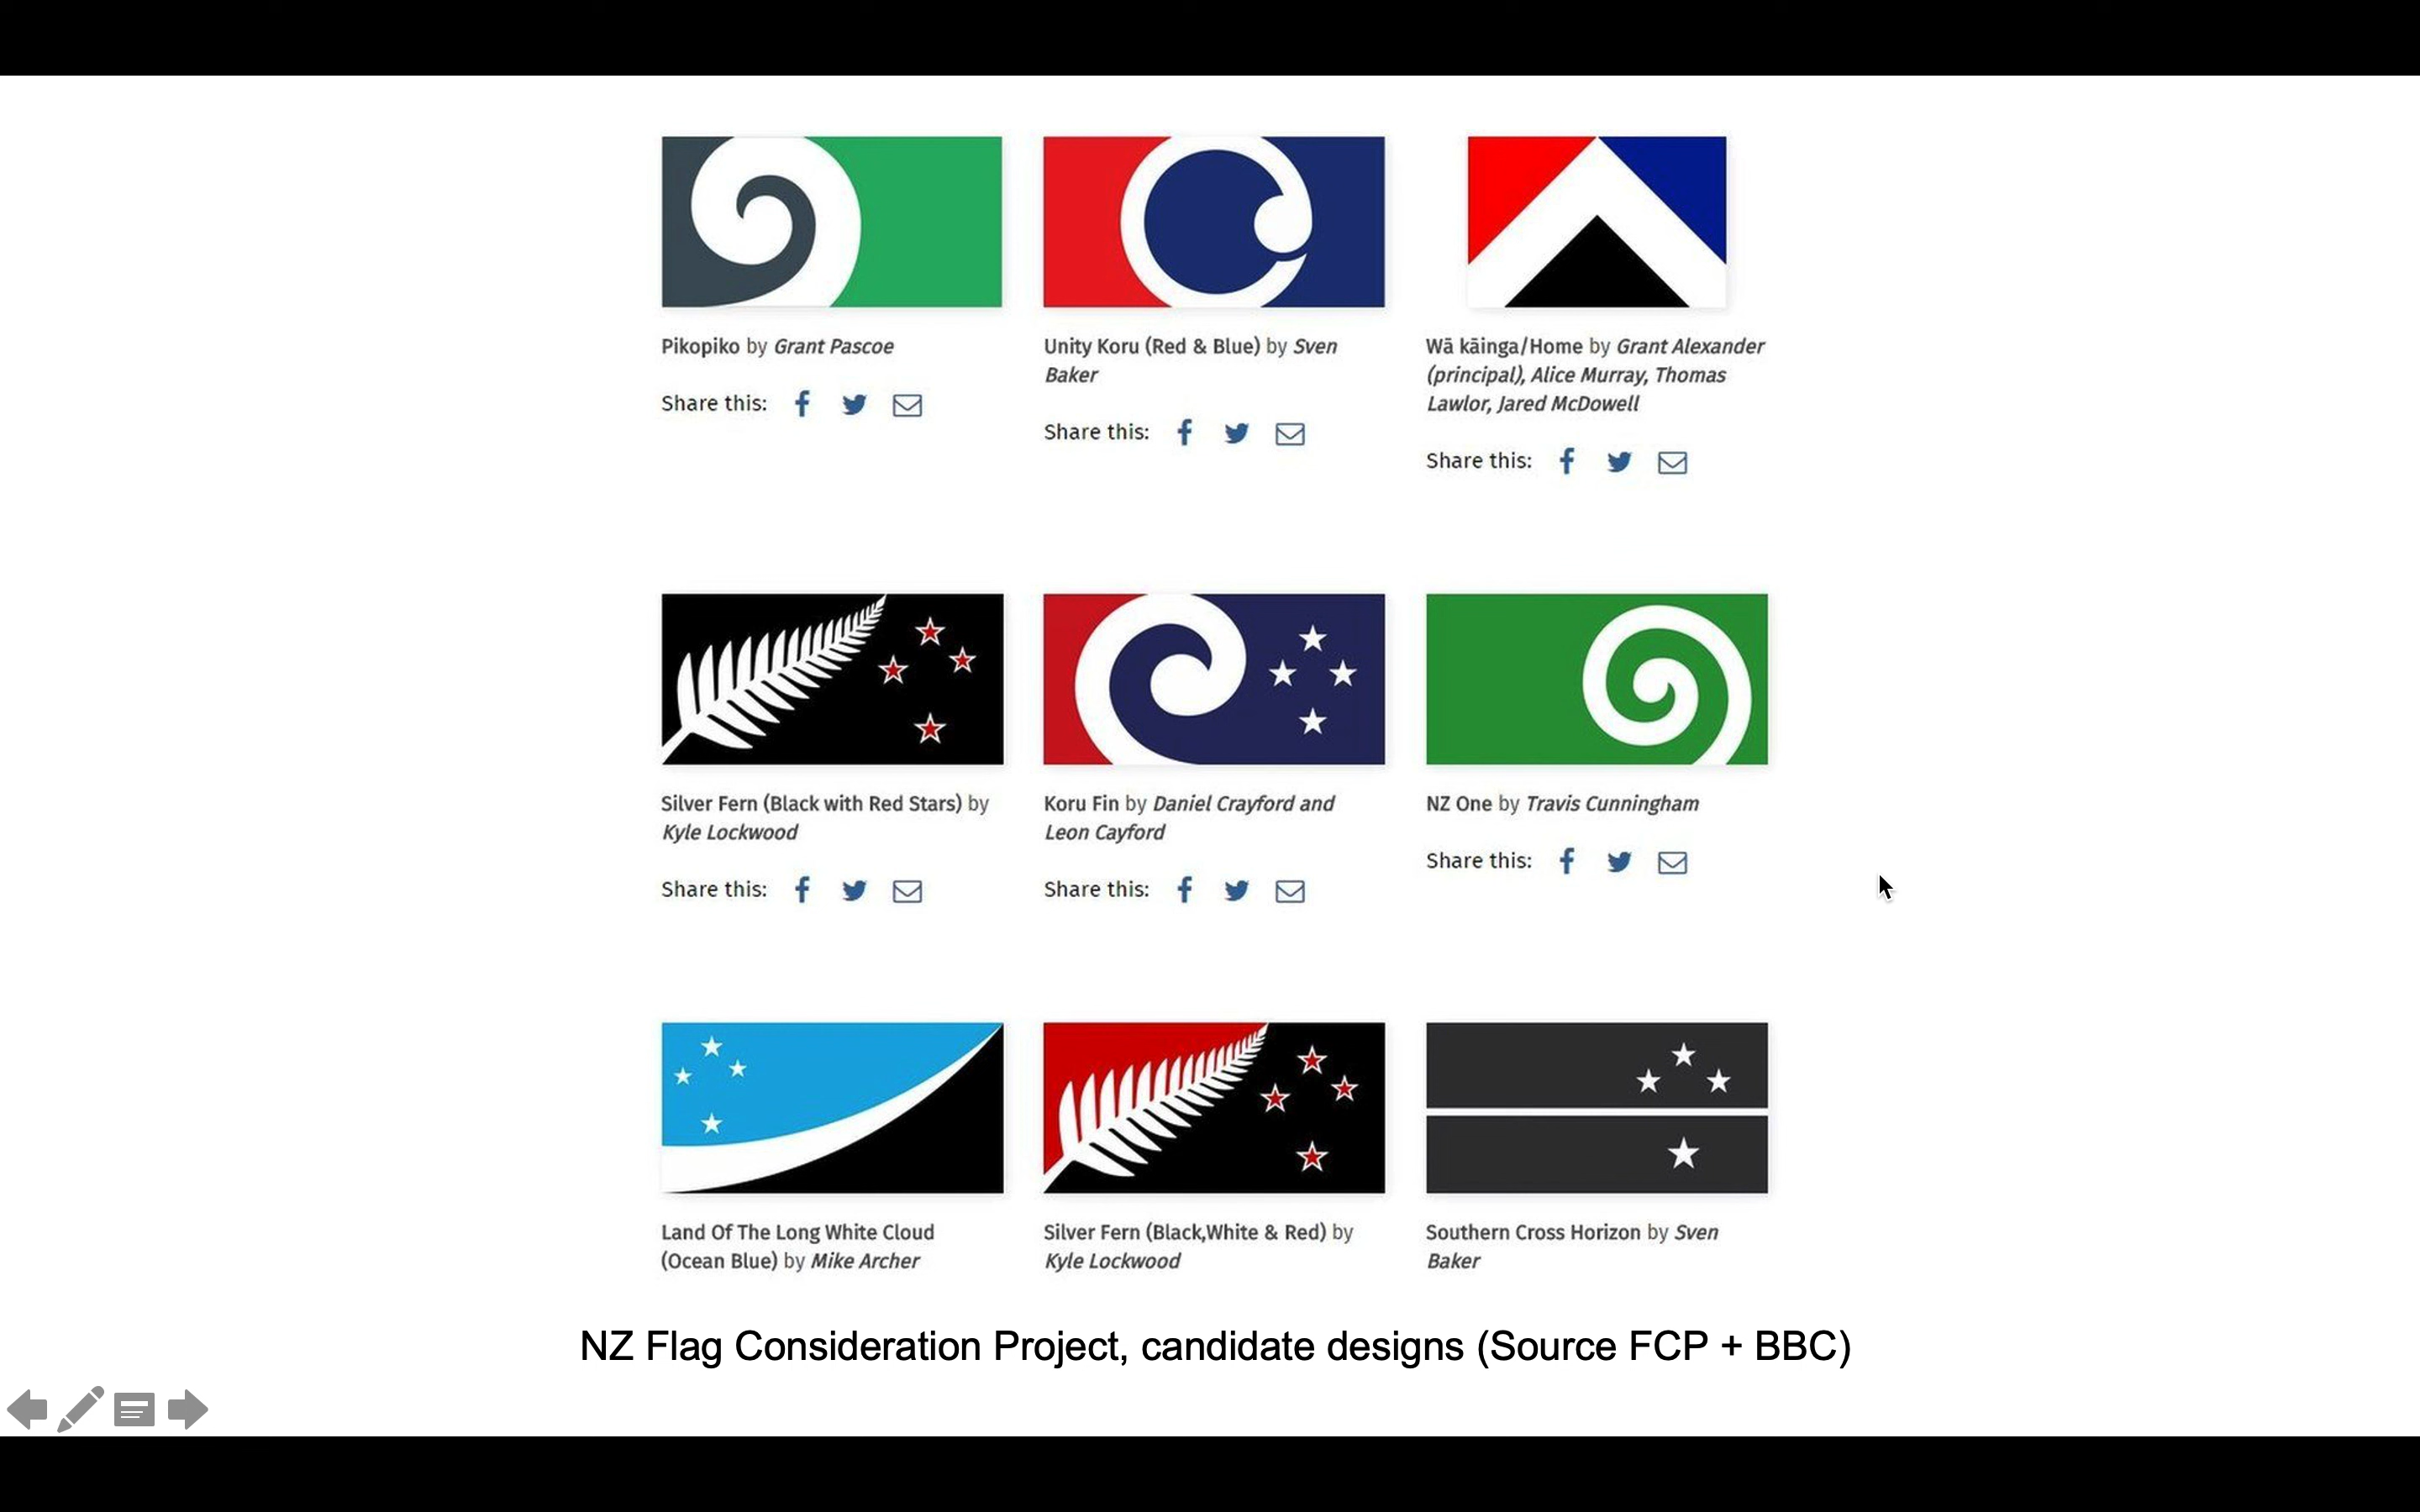 Pikopiko by Grant Pascoe
Share this:
Unity Koru (Red & Blue) by Sven
Baker
Share this:
Wā kāinga/Home by Grant Alexander
(principal), Alice Murray, Thomas
Lawlor, Jared McDowell
Share this:
Silver Fern (Black with Red Stars) by
Kyle Lockwood
Share this:
Koru Fin by Daniel Crayford and
Leon Cayford
Share this:
NZ One by Travis Cunningham
Share this:
Land Of The Long White Cloud
(Ocean Blue) by Mike Archer
Silver Fern (Black,White & Red) by
Kyle Lockwood
Southern Cross Horizon by Sven
Baker
NZ Flag Consideration Project, candidate designs (Source FCP + BBC)